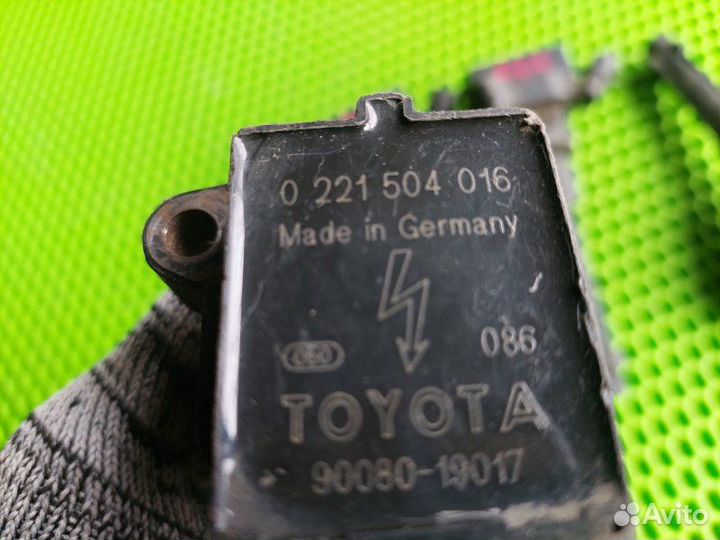 0 221 504 016
Made in Germany
086
TOYOTA
90080-19017
Avito